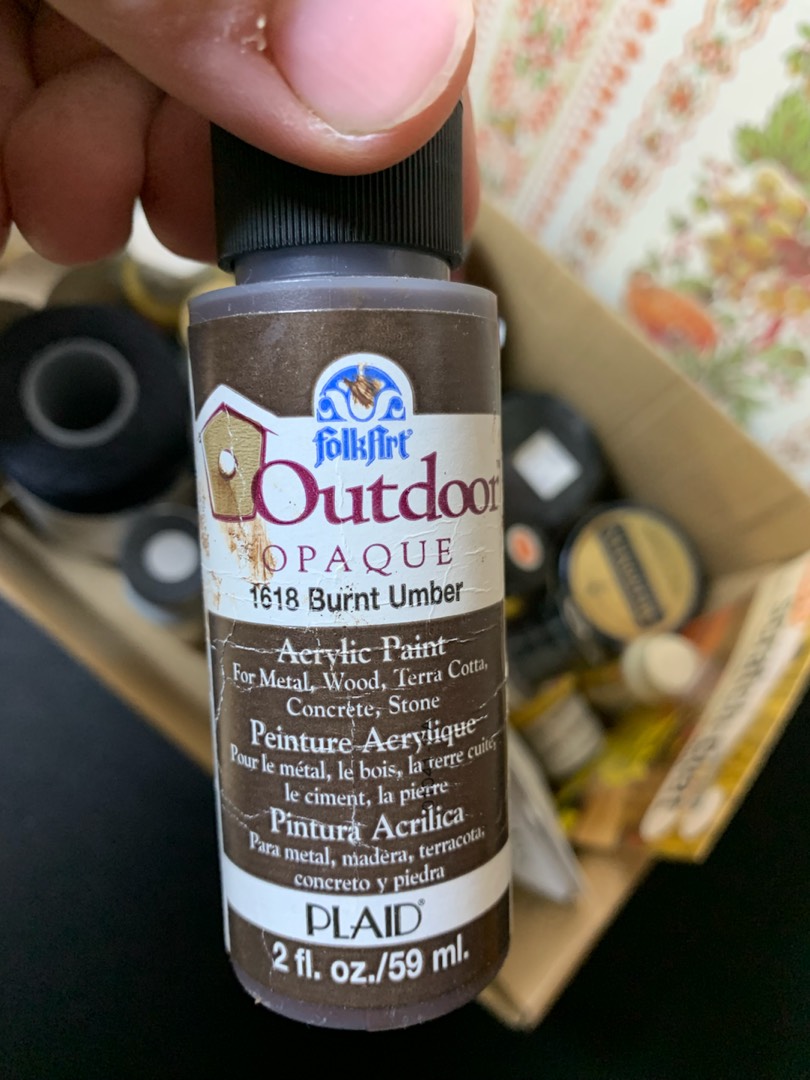 folkArt®
Outdoor™
OPAQUE
1618 Burnt Umber
Acrylic Paint
For Metal, Wood, Terra Cotta,
Concrete, Stone
Peinture Acrylique
Pour le métal, le bois, la terre cuite,
le ciment, la pierre
Pintura Acrilica
Para metal, madera, terracota,
concreto y piedra
PLAID®
2 fl. oz./59 ml.